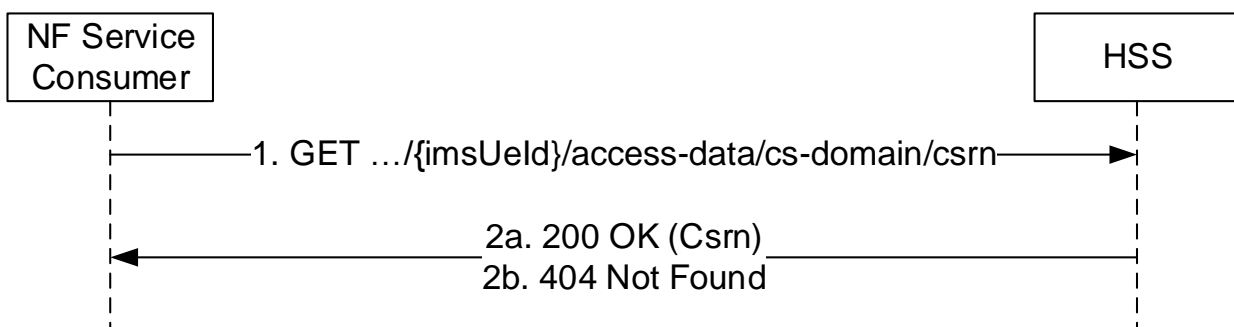 NF Service
Consumer
HSS
1. GET …/{imsUeId}/access-data/cs-domain/csrn
2a. 200 OK (Csrn)
2b. 404 Not Found